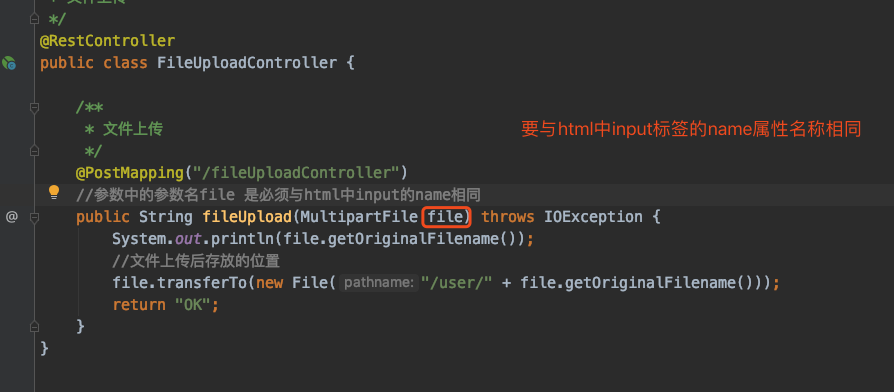 * 文件上传
*/
@RestController
public class FileUploadController {
/**
* 文件上传
要与html中input标签的name属性名称相同
*/
@PostMapping("/fileUploadController")
//参数中的参数名file 是必须与html中input的name相同
public String fileUpload(MultipartFile file) throws IOException {
System.out.println(file.getOriginalFilename());
//文件上传后存放的位置
file.transferTo(new File( pathname: "/user/" + file.getOriginalFilename()));
return "OK";
}
}